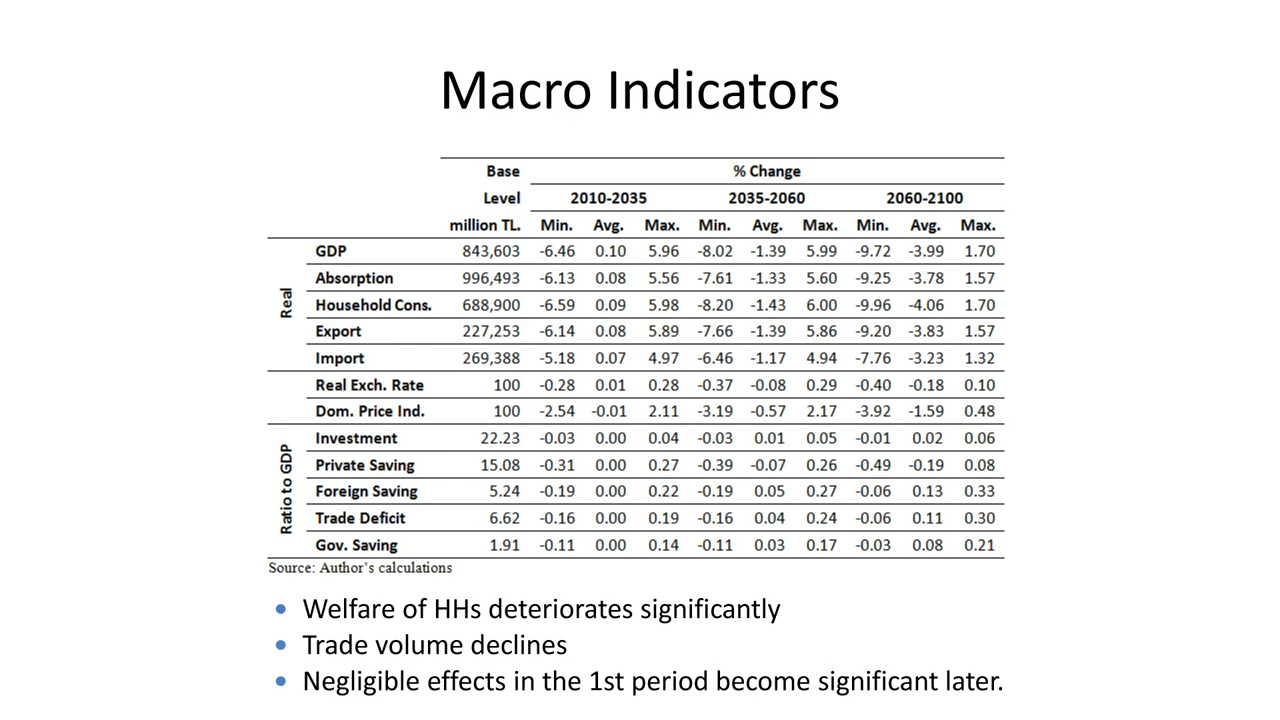 Macro Indicators
Base % Change
Level 2010-2035 2035-2060 2060-2100
million TL. Min. Avg. Max. Min. Avg. Max. Min. Avg. Max.
Real
GDP 843,603 -6.46 0.10 5.96 -8.02 -1.39 5.99 -9.72 -3.99 1.70
Absorption 996,493 -6.13 0.08 5.56 -7.61 -1.33 5.60 -9.25 -3.78 1.57
Household Cons. 688,900 -6.59 0.09 5.98 -8.20 -1.43 6.00 -9.96 -4.06 1.70
Export 227,253 -6.14 0.08 5.89 -7.66 -1.39 5.86 -9.20 -3.83 1.57
Import 269,388 -5.18 0.07 4.97 -6.46 -1.17 4.94 -7.76 -3.23 1.32
Real Exch. Rate 100 -0.28 0.01 0.28 -0.37 -0.08 0.29 -0.40 -0.18 0.10
Dom. Price Ind. 100 -2.54 -0.01 2.11 -3.19 -0.57 2.17 -3.92 -1.59 0.48
Ratio to GDP
Investment 22.23 -0.03 0.00 0.04 -0.03 0.01 0.05 -0.01 0.02 0.06
Private Saving 15.08 -0.31 0.00 0.27 -0.39 -0.07 0.26 -0.49 -0.19 0.08
Foreign Saving 5.24 -0.19 0.00 0.22 -0.19 0.05 0.27 -0.06 0.13 0.33
Trade Deficit 6.62 -0.16 0.00 0.19 -0.16 0.04 0.24 -0.06 0.11 0.30
Gov. Saving 1.91 -0.11 0.00 0.14 -0.11 0.03 0.17 -0.03 0.08 0.21
Source: Author's calculations
• Welfare of HHs deteriorates significantly
• Trade volume declines
• Negligible effects in the 1st period become significant later.